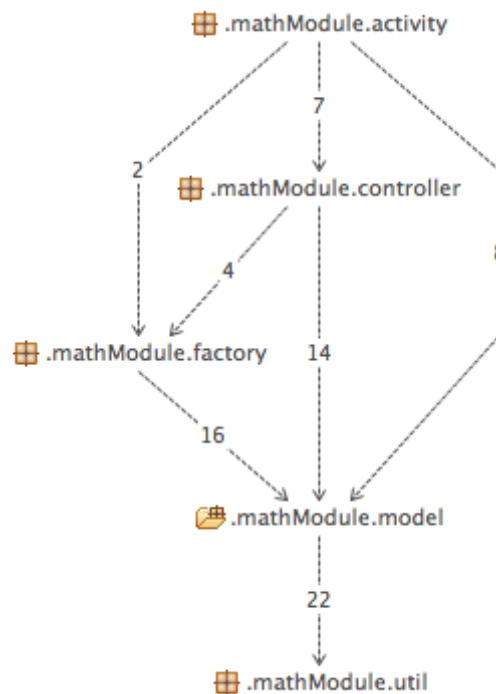 .mathModule.activity
7
2
.mathModule.controller
4
.mathModule.factory
14
16
.mathModule.model
22
.mathModule.util